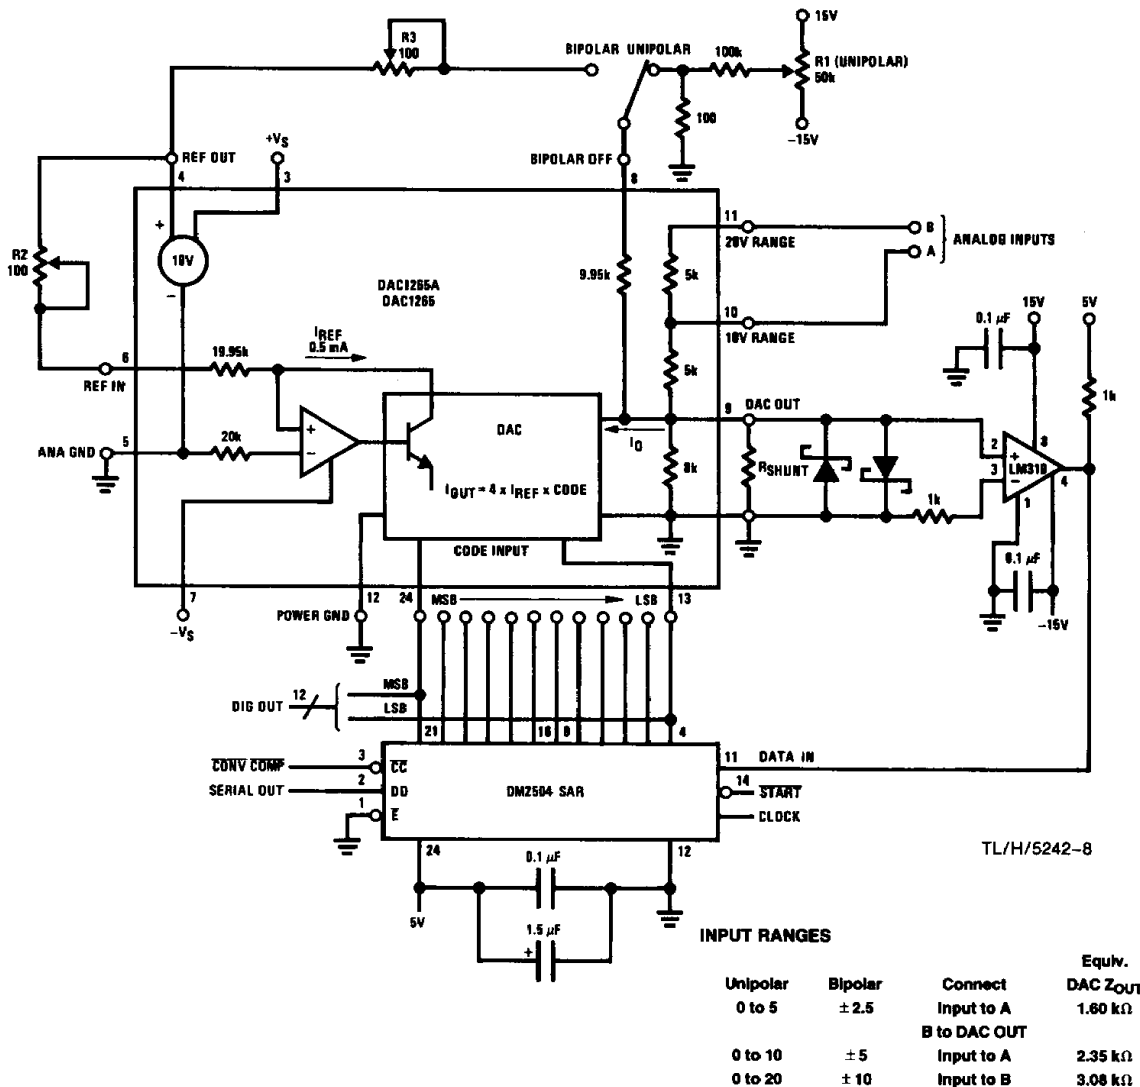 R3
100
BIPOLAR UNIPOLAR
100k
15V
R1 (UNIPOLAR)
50k
100
-15V
+VS
REF OUT
4
3
BIPOLAR OFF
8
R2
100
+
10V
-
DAC1265A
DAC1265
9.95k
11
20V RANGE
B
A
ANALOG INPUTS
5k
10
10V RANGE
5k
15V
5V
0.1 µF
6
REF IN
19.95k
IREF
0.5 mA
1k
DAC
9
DAC OUT
IO
5
ANA GND
20k
+
-
IOUT = 4 x IREF x CODE
8k
RSHUNT
1k
2
+
3
-
LM319
8
4
1
CODE INPUT
0.1 µF
-15V
7
-VS
12
POWER GND
24
MSB
LSB
13
DIG OUT
12
MSB
LSB
21
16
9
4
CONV COMP
3
CC
SERIAL OUT
2
DO
1
E
DM2504 SAR
11
DATA IN
14
START
CLOCK
24
12
5V
0.1 µF
1.5 µF
+
TL/H/5242-8
INPUT RANGES
Unipolar Bipolar Connect Equiv. DAC ZOUT
0 to 5 ±2.5 Input to A 1.60 kΩ
B to DAC OUT
0 to 10 ±5 Input to A 2.35 kΩ
0 to 20 ±10 Input to B 3.08 kΩ